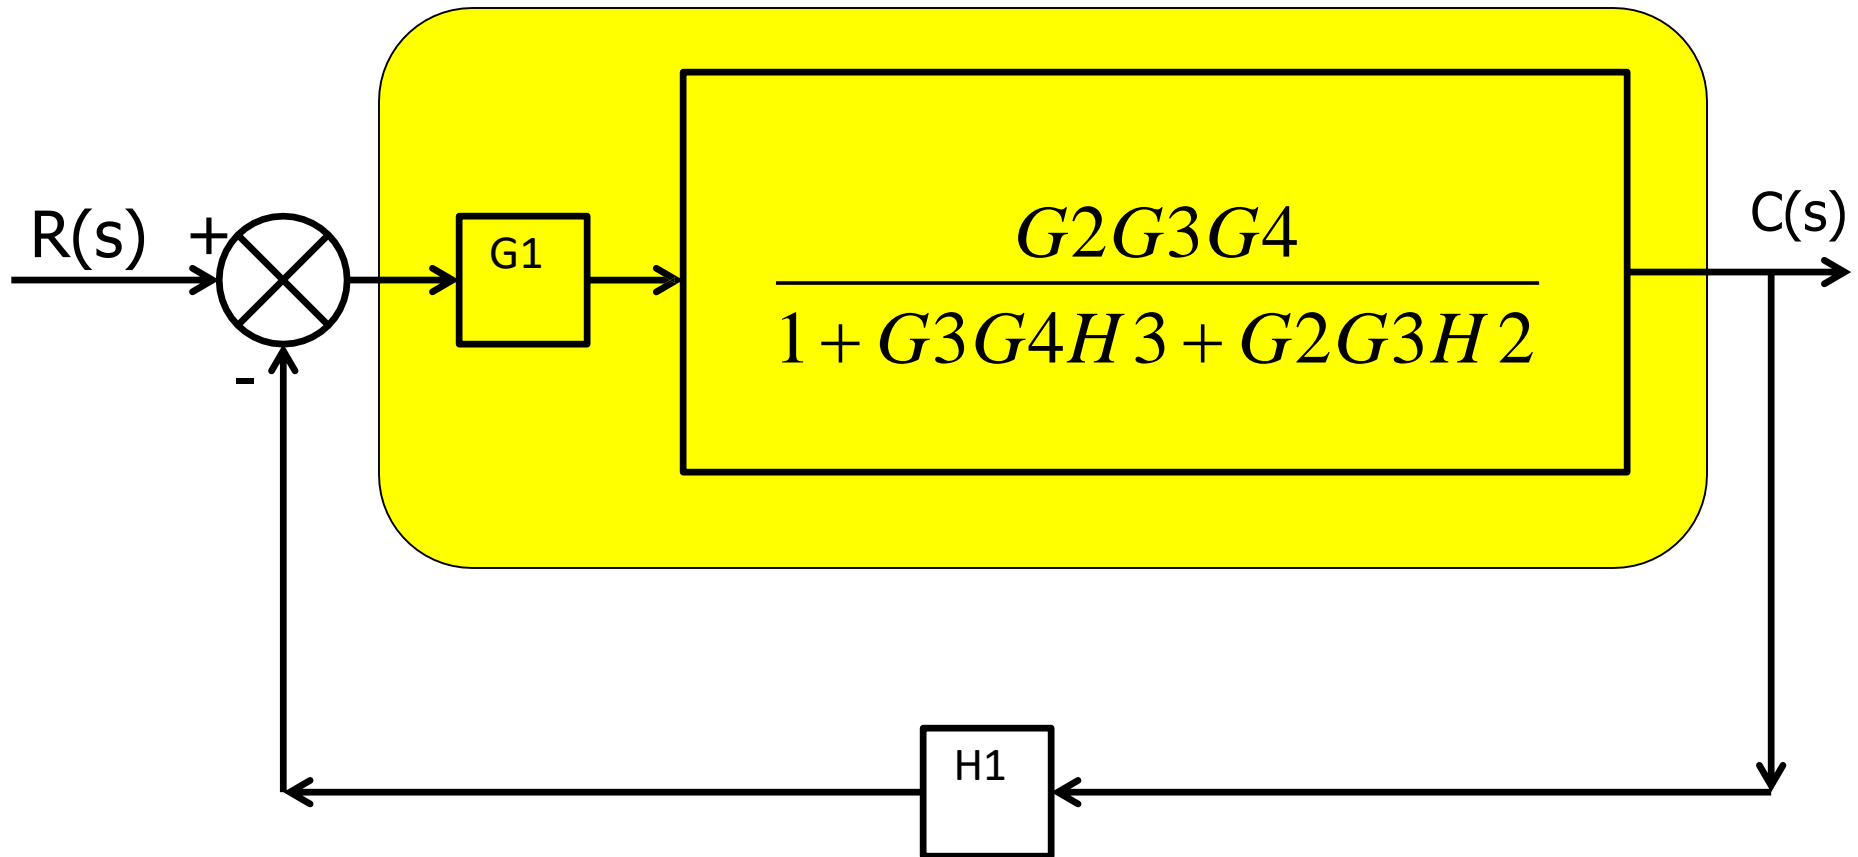 R(s)
+
G1
G2G3G4
1 + G3G4H3 + G2G3H2
C(s)
-
H1